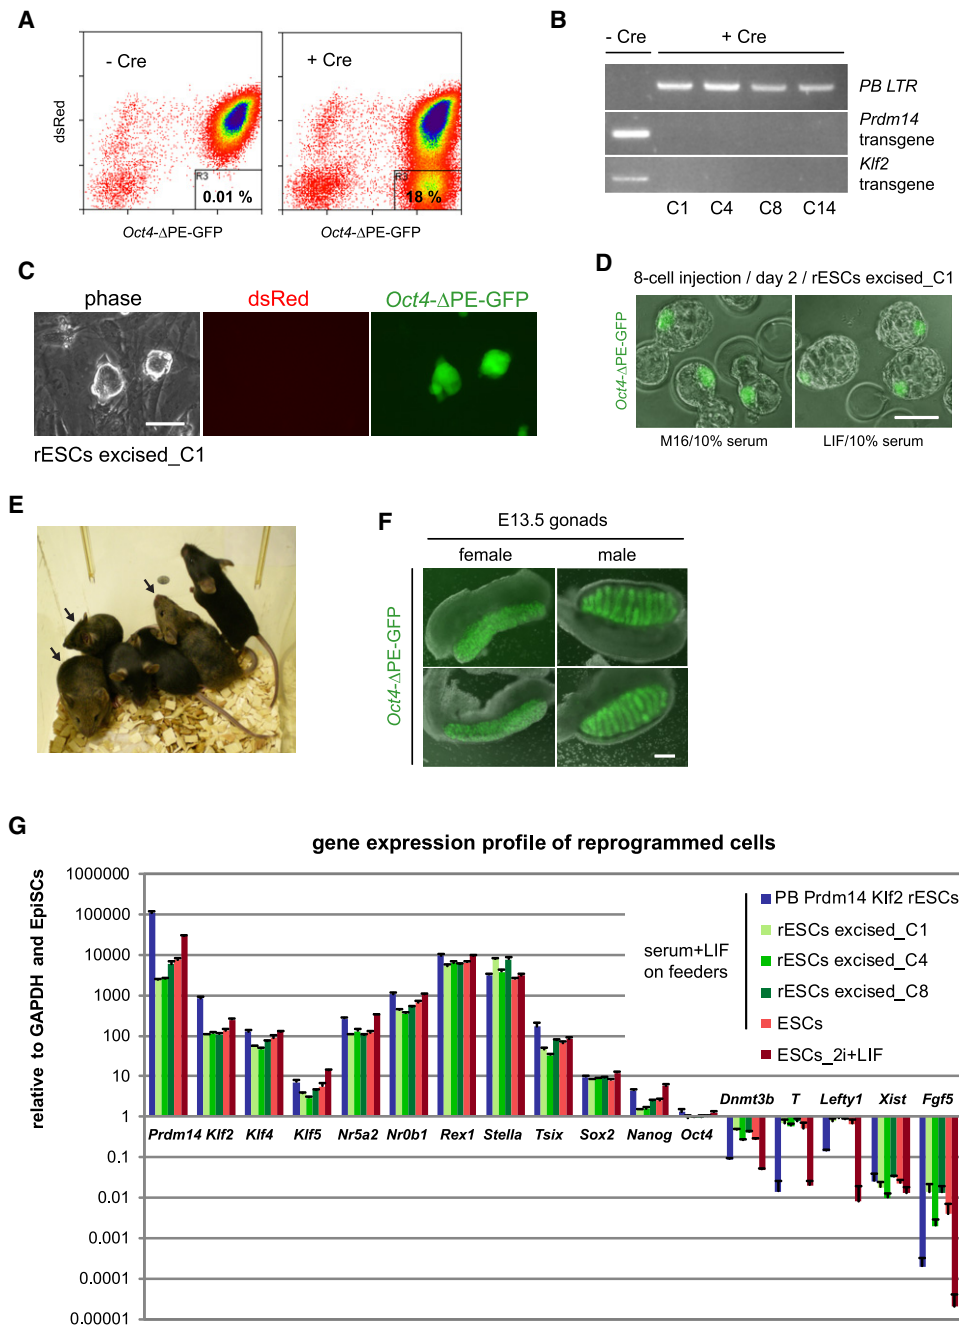 A
- Cre
+ Cre
dsRed
R3
0.01 %
R3
18 %
Oct4-ΔPE-GFP
Oct4-ΔPE-GFP
B
- Cre
+ Cre
PB LTR
Prdm14
transgene
Klf2
transgene
C1
C4
C8
C14
C
phase
dsRed
Oct4-ΔPE-GFP
rESCs excised_C1
D
8-cell injection / day 2 / rESCs excised_C1
Oct4-ΔPE-GFP
M16/10% serum
LIF/10% serum
E
F
E13.5 gonads
female
male
Oct4-ΔPE-GFP
G
gene expression profile of reprogrammed cells
relative to GAPDH and EpiSCs
1000000
100000
10000
1000
100
10
1
0.1
0.01
0.001
0.0001
0.00001
serum+LIF
on feeders
PB Prdm14 Klf2 rESCs
rESCs excised_C1
rESCs excised_C4
rESCs excised_C8
ESCs
ESCs_2i+LIF
Prdm14 Klf2 Klf4 Klf5 Nr5a2 Nr0b1 Rex1 Stella Tsix Sox2 Nanog Oct4
Dnmt3b T Lefty1 Xist Fgf5